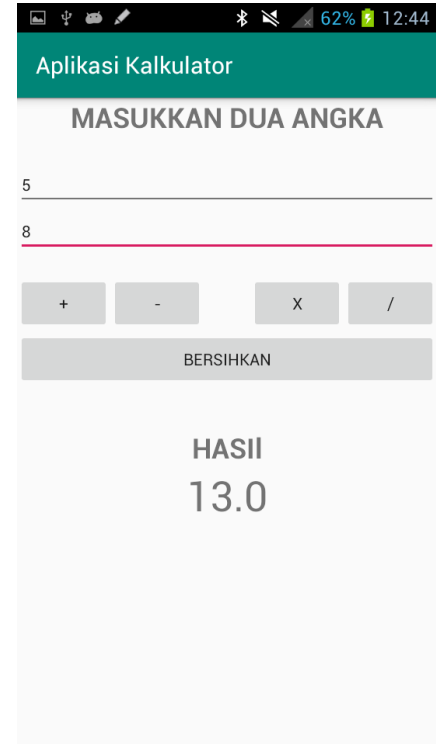 62% 12:44
Aplikasi Kalkulator
MASUKKAN DUA ANGKA
5
8
+ - X /
BERSIHKAN
HASIl
13.0